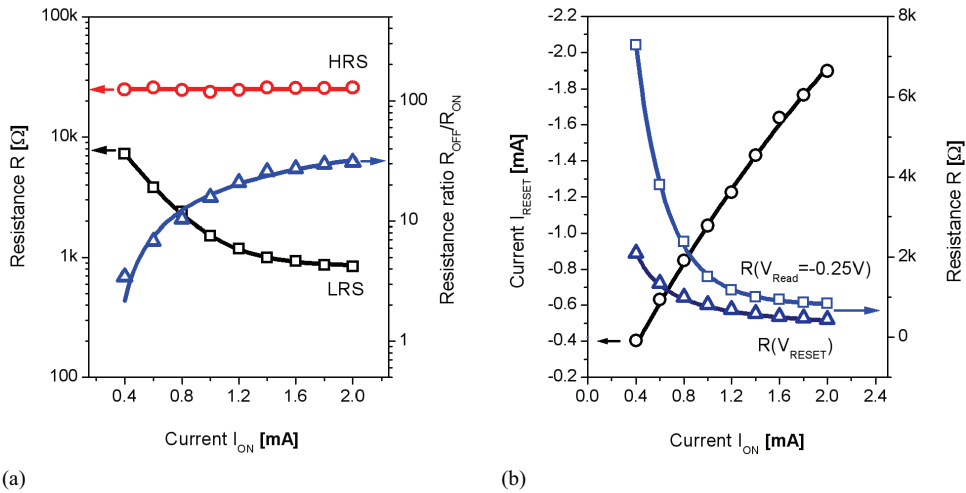 100k
10k
1k
100
Resistance R [Ω]
HRS
LRS
100
10
1
Resistance ratio R_OFF/R_ON
0.4 0.8 1.2 1.6 2.0
Current I_ON [mA]
(a)
-2.2
-2.0
-1.8
-1.6
-1.4
-1.2
-1.0
-0.8
-0.6
-0.4
-0.2
Current I_RESET [mA]
R(V_Read=-0.25V)
R(V_RESET)
8k
6k
4k
2k
0
Resistance R [Ω]
0.0 0.4 0.8 1.2 1.6 2.0 2.4
Current I_ON [mA]
(b)